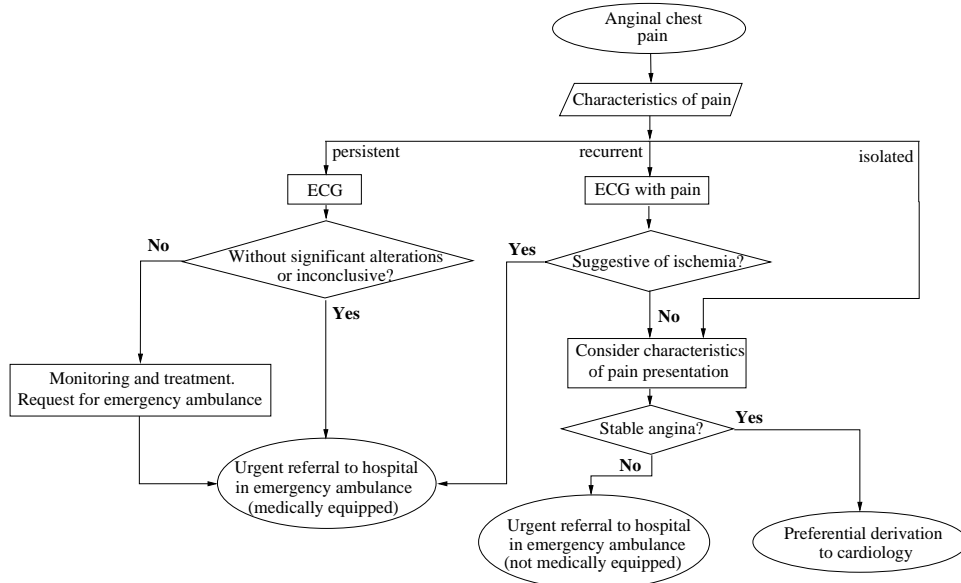 Anginal chest
pain
Characteristics of pain
persistent
recurrent
isolated
ECG
ECG with pain
No
Without significant alterations
or inconclusive?
Yes
Suggestive of ischemia?
Yes
No
Monitoring and treatment.
Request for emergency ambulance
Consider characteristics
of pain presentation
Stable angina?
Yes
No
Urgent referral to hospital
in emergency ambulance
(medically equipped)
Urgent referral to hospital
in emergency ambulance
(not medically equipped)
Preferential derivation
to cardiology